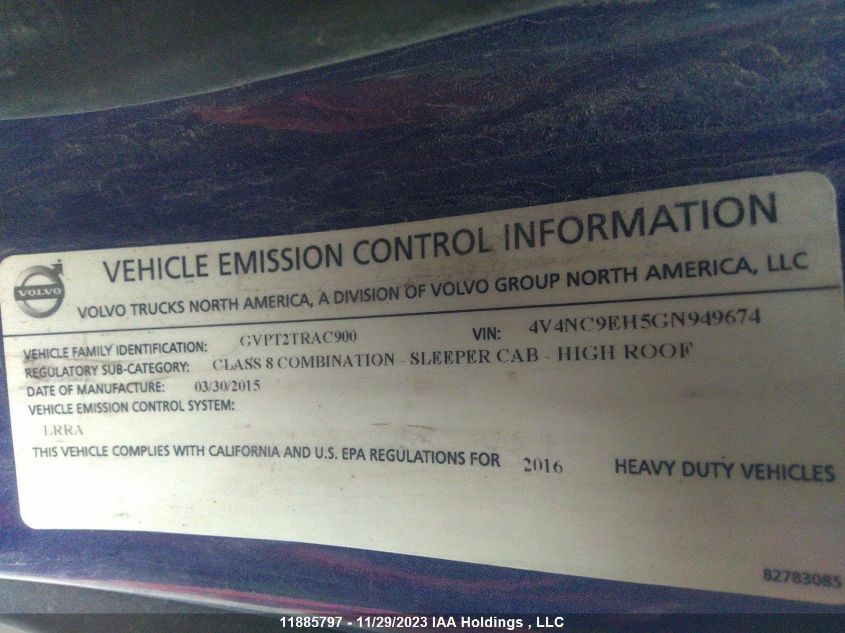 VEHICLE EMISSION CONTROL INFORMATION
VOLVO
VOLVO TRUCKS NORTH AMERICA, A DIVISION OF VOLVO GROUP NORTH AMERICA, LLC
VEHICLE FAMILY IDENTIFICATION: GVPT2TRAC900 VIN: 4V4NC9EH5GN949674
REGULATORY SUB-CATEGORY: CLASS 8 COMBINATION - SLEEPER CAB - HIGH ROOF
DATE OF MANUFACTURE: 03/30/2015
VEHICLE EMISSION CONTROL SYSTEM:
LRRA
THIS VEHICLE COMPLIES WITH CALIFORNIA AND U.S. EPA REGULATIONS FOR 2016 HEAVY DUTY VEHICLES
82783085
11885797 - 11/29/2023 IAA Holdings , LLC